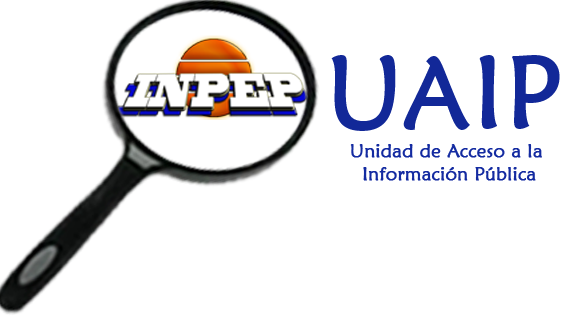 INPEP
UAIP
Unidad de Acceso a la
Información Pública